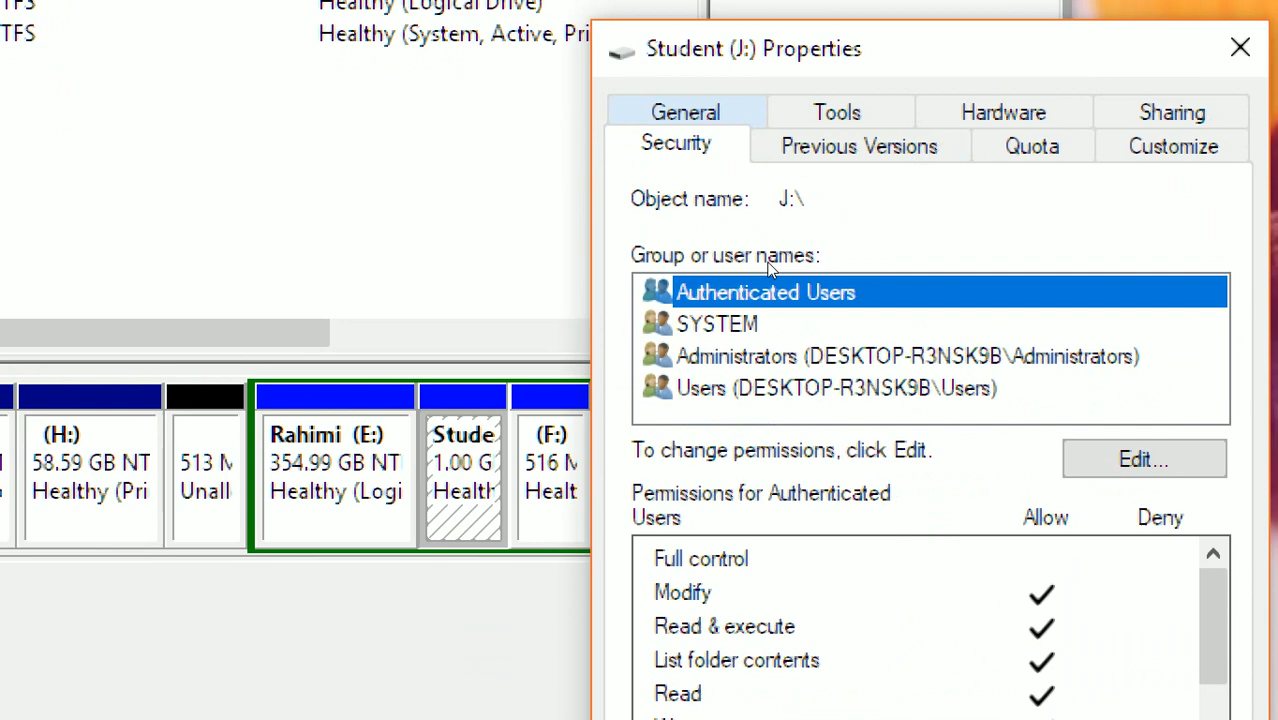 TFS Healthy (Logical Drive)
TFS Healthy (System, Active, Pri
(H:)
58.59 GB NT
Healthy (Pri
513 M
Unall
Rahimi (E:)
354.99 GB NT
Healthy (Logi
Stude
1.00 G
Health
(F:)
516 M
Healt
Student (J:) Properties
General Tools Hardware Sharing
Security Previous Versions Quota Customize
Object name: J:\
Group or user names:
Authenticated Users
SYSTEM
Administrators (DESKTOP-R3NSK9B\Administrators)
Users (DESKTOP-R3NSK9B\Users)
To change permissions, click Edit.
Edit...
Permissions for Authenticated
Users Allow Deny
Full control
Modify
Read & execute
List folder contents
Read